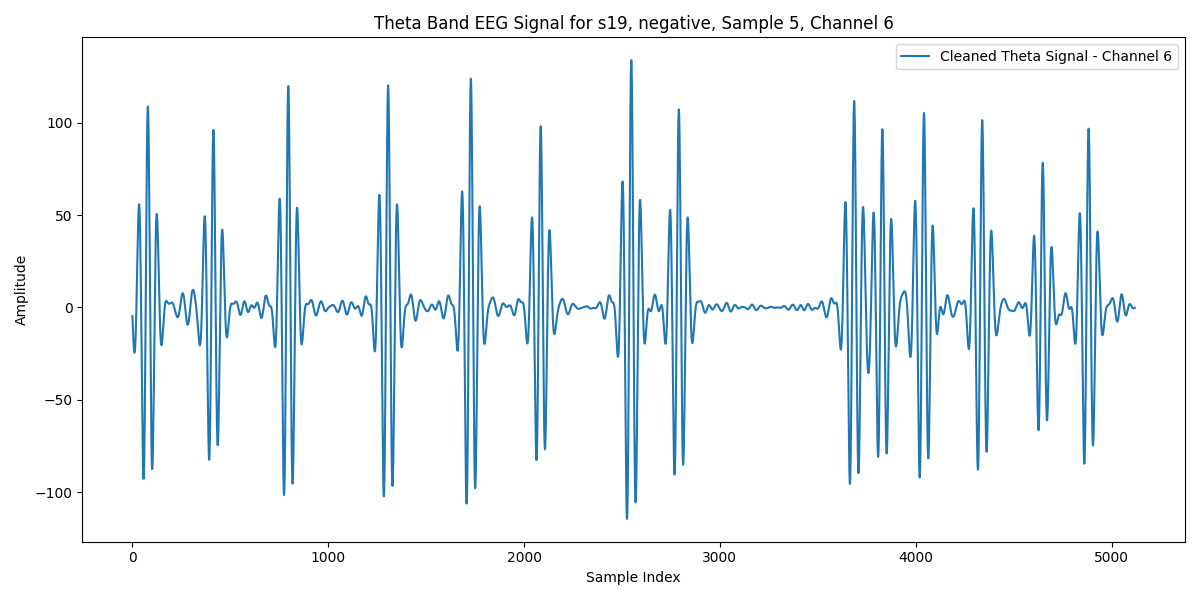 Theta Band EEG Signal for s19, negative, Sample 5, Channel 6
Cleaned Theta Signal - Channel 6
Amplitude
100
50
0
−50
−100
0 1000 2000 3000 4000 5000
Sample Index